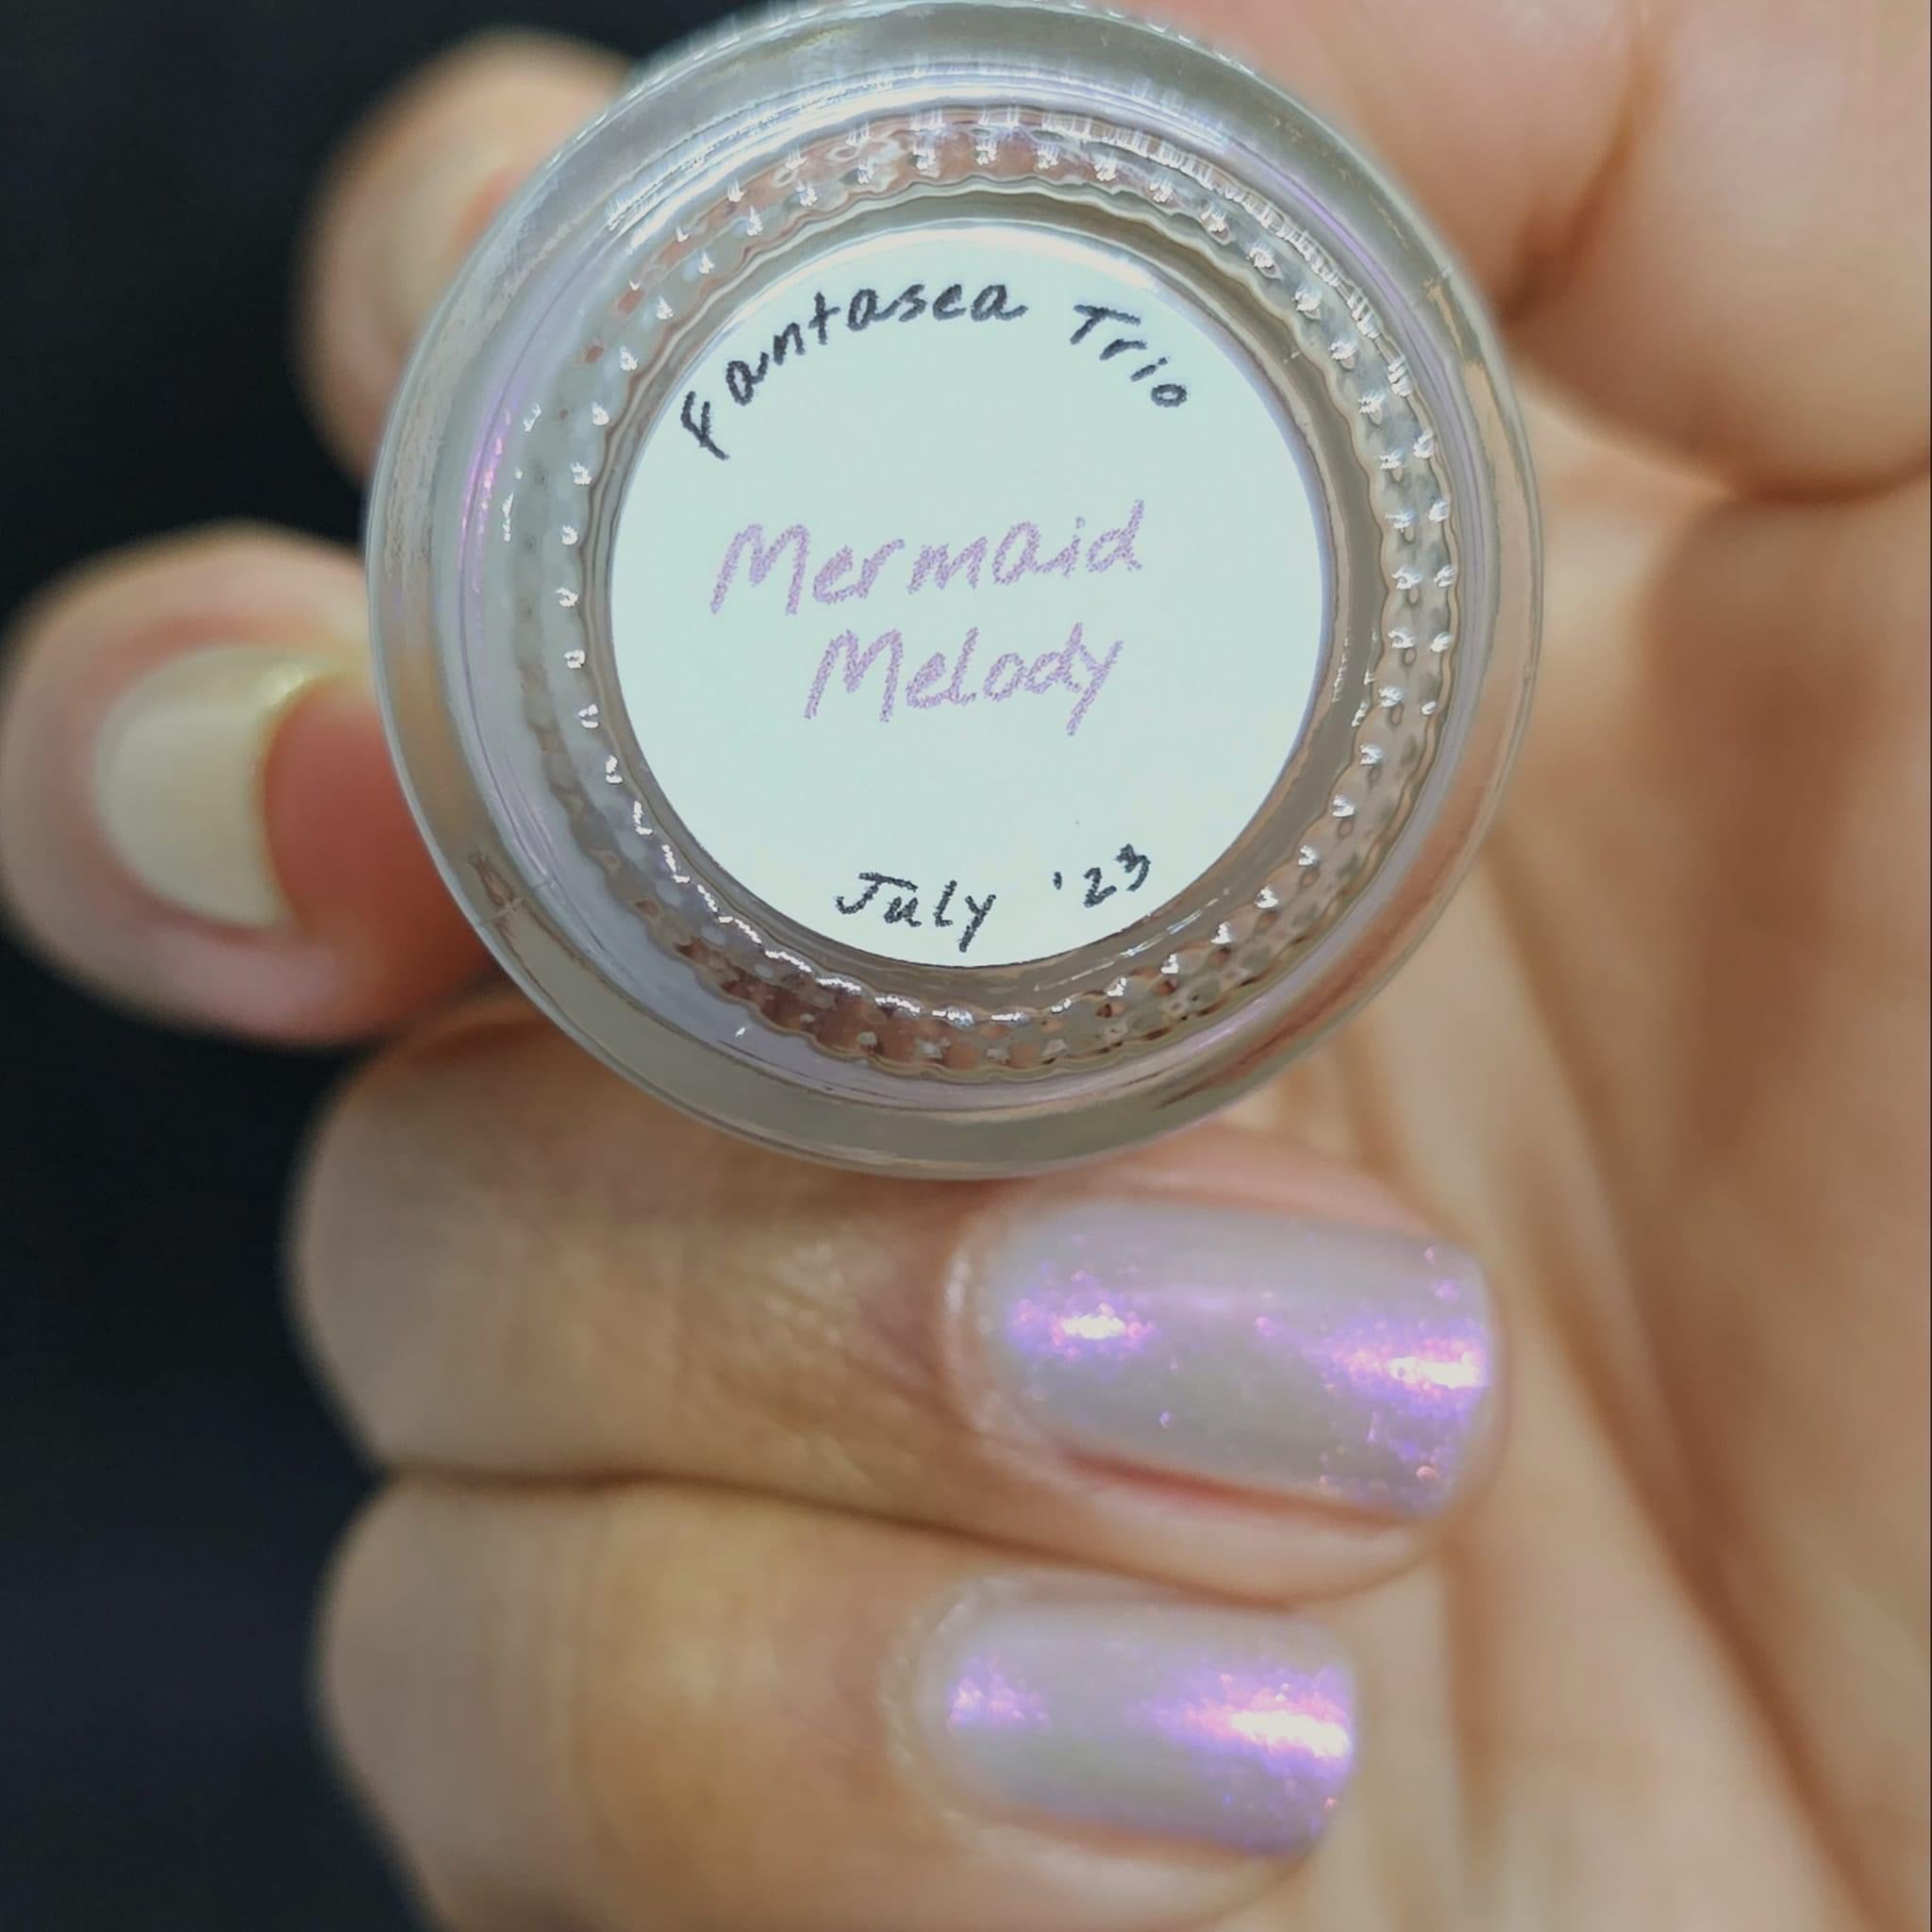 Fantasea Trio
Mermaid
Melody
July '23